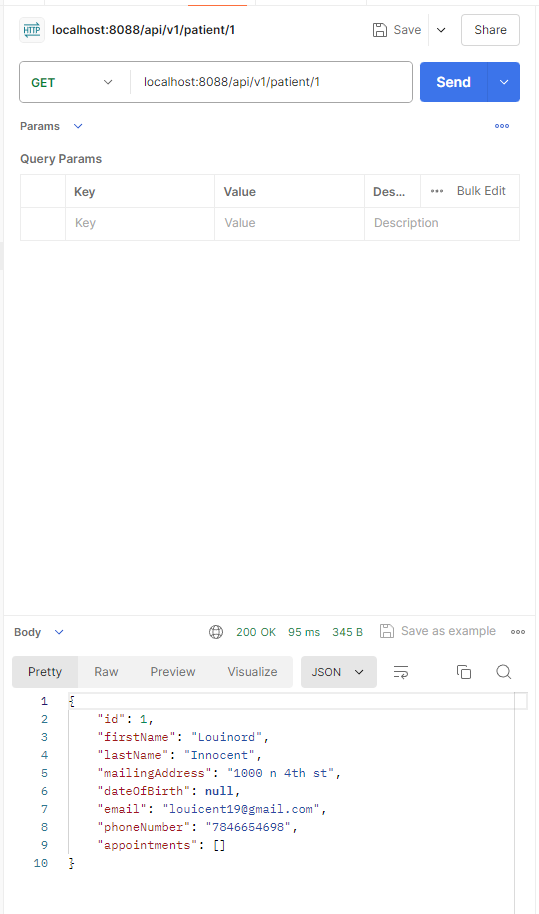 HTTP localhost:8088/api/v1/patient/1 Save Share
GET localhost:8088/api/v1/patient/1 Send
Params
Query Params
Key Value Des... Bulk Edit
Key Value Description
Body 200 OK 95 ms 345 B Save as example
Pretty Raw Preview Visualize JSON
1 {
2 "id": 1,
3 "firstName": "Louinord",
4 "lastName": "Innocent",
5 "mailingAddress": "1000 n 4th st",
6 "dateOfBirth": null,
7 "email": "louicent19@gmail.com",
8 "phoneNumber": "7846654698",
9 "appointments": []
10 }